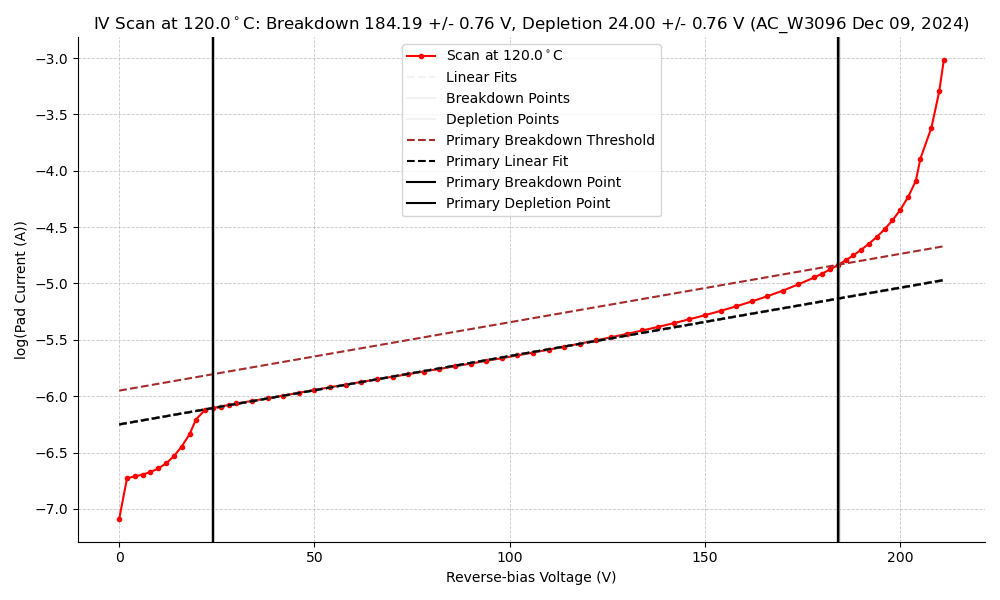 IV Scan at 120.0°C: Breakdown 184.19 +/- 0.76 V, Depletion 24.00 +/- 0.76 V (AC_W3096 Dec 09, 2024)
Scan at 120.0°C
Linear Fits
Breakdown Points
Depletion Points
Primary Breakdown Threshold
Primary Linear Fit
Primary Breakdown Point
Primary Depletion Point
log(Pad Current (A))
−3.0
−3.5
−4.0
−4.5
−5.0
−5.5
−6.0
−6.5
−7.0
0
50
100
150
200
Reverse-bias Voltage (V)